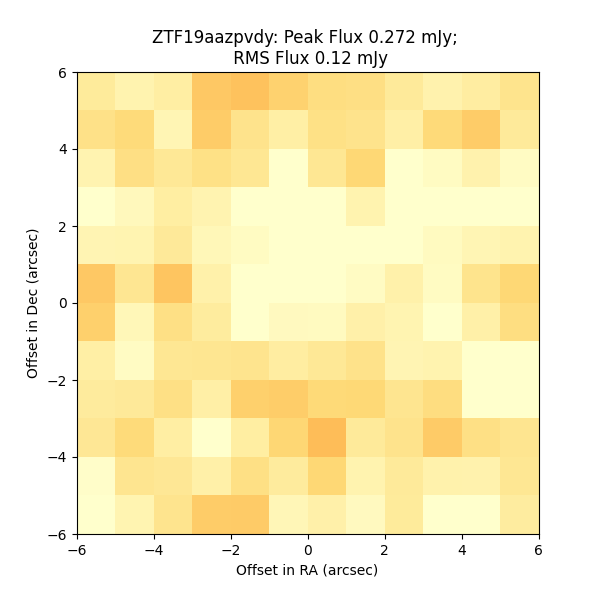 ZTF19aazpvdy: Peak Flux 0.272 mJy;
RMS Flux 0.12 mJy
6
4
2
0
−2
−4
−6
Offset in Dec (arcsec)
−6 −4 −2 0 2 4 6
Offset in RA (arcsec)